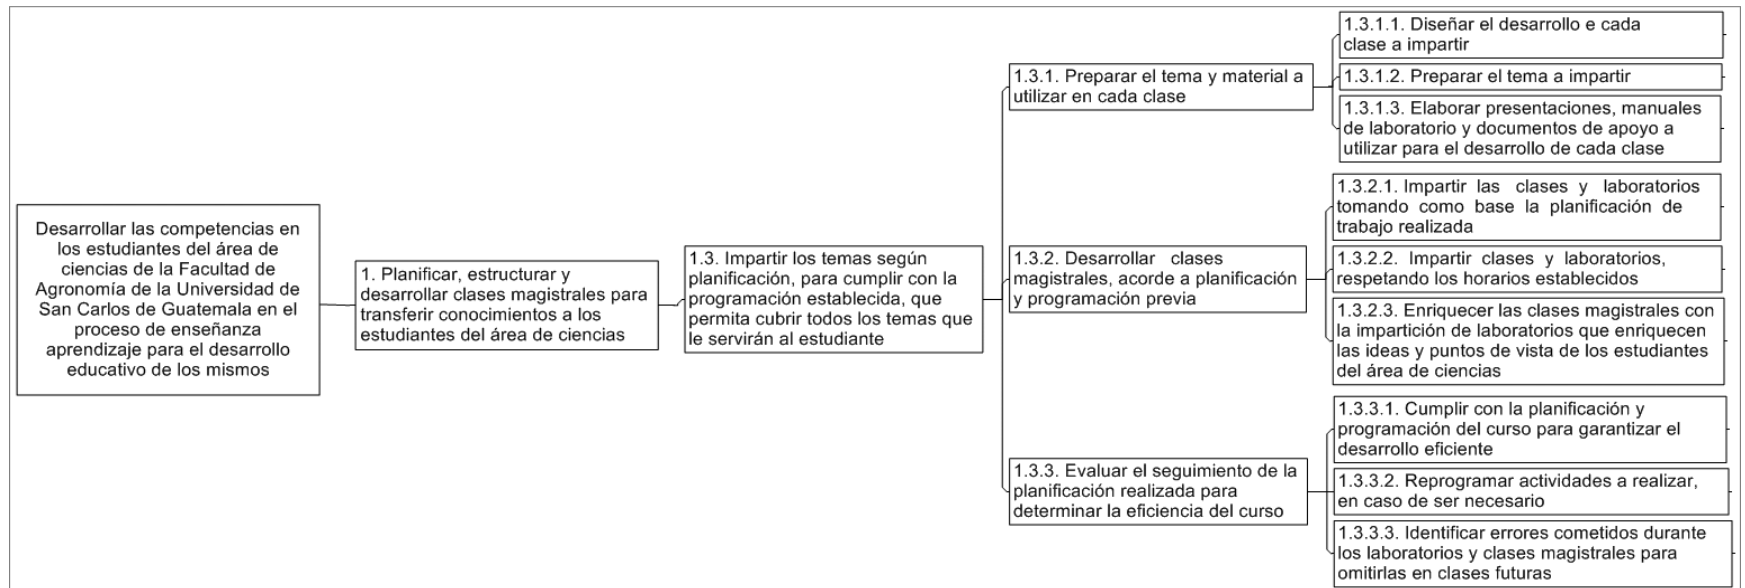 Desarrollar las competencias en
los estudiantes del área de
ciencias de la Facultad de
Agronomía de la Universidad de
San Carlos de Guatemala en el
proceso de enseñanza
aprendizaje para el desarrollo
educativo de los mismos
1. Planificar, estructurar y
desarrollar clases magistrales para
transferir conocimientos a los
estudiantes del área de ciencias
1.3. Impartir los temas según
planificación, para cumplir con la
programación establecida, que
permita cubrir todos los temas que
le servirán al estudiante
1.3.1. Preparar el tema y material a
utilizar en cada clase
1.3.1.1. Diseñar el desarrollo e cada
clase a impartir
1.3.1.2. Preparar el tema a impartir
1.3.1.3. Elaborar presentaciones, manuales
de laboratorio y documentos de apoyo a
utilizar para el desarrollo de cada clase
1.3.2. Desarrollar clases
magistrales, acorde a planificación
y programación previa
1.3.2.1. Impartir las clases y laboratorios
tomando como base la planificación de
trabajo realizada
1.3.2.2. Impartir clases y laboratorios,
respetando los horarios establecidos
1.3.2.3. Enriquecer las clases magistrales con
la impartición de laboratorios que enriquecen
las ideas y puntos de vista de los estudiantes
del área de ciencias
1.3.3. Evaluar el seguimiento de la
planificación realizada para
determinar la eficiencia del curso
1.3.3.1. Cumplir con la planificación y
programación del curso para garantizar el
desarrollo eficiente
1.3.3.2. Reprogramar actividades a realizar,
en caso de ser necesario
1.3.3.3. Identificar errores cometidos durante
los laboratorios y clases magistrales para
omitirlas en clases futuras